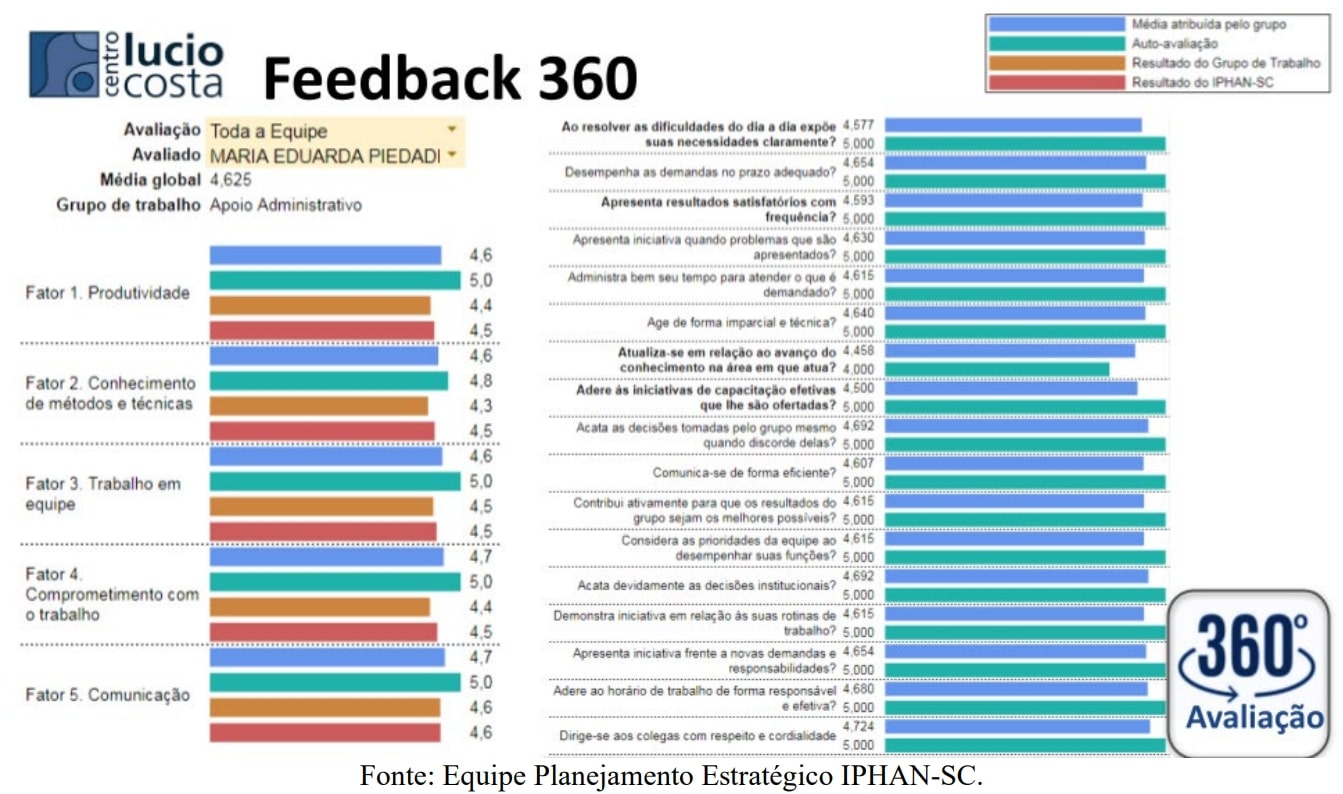 centro
lucio
costa
Feedback 360
Média atribuída pelo grupo
Auto-avaliação
Resultado do Grupo de Trabalho
Resultado do IPHAN-SC
Avaliação Toda a Equipe
Avaliado MARIA EDUARDA PIEDADI
Média global 4,625
Grupo de trabalho Apoio Administrativo
Fator 1. Produtividade
4,6
5,0
4,4
4,5
Fator 2. Conhecimento
de métodos e técnicas
4,6
4,8
4,3
4,5
Fator 3. Trabalho em
equipe
4,6
5,0
4,5
4,5
Fator 4.
Comprometimento com
o trabalho
4,7
5,0
4,4
4,5
Fator 5. Comunicação
4,7
5,0
4,6
4,6
Ao resolver as dificuldades do dia a dia expõe 4,577
suas necessidades claramente? 5,000
Desempenha as demandas no prazo adequado?
4,654
5,000
Apresenta resultados satisfatórios com 4,593
frequência? 5,000
Apresenta iniciativa quando problemas que são 4,630
apresentados? 5,000
Administra bem seu tempo para atender o que é 4,615
demandado? 5,000
Age de forma imparcial e técnica?
4,640
5,000
Atualiza-se em relação ao avanço do 4,458
conhecimento na área em que atua? 4,000
Adere às iniciativas de capacitação efetivas 4,500
que lhe são ofertadas? 5,000
Acata as decisões tomadas pelo grupo mesmo 4,692
quando discorde delas? 5,000
Comunica-se de forma eficiente?
4,607
5,000
Contribui ativamente para que os resultados do 4,615
grupo sejam os melhores possíveis? 5,000
Considera as prioridades da equipe ao 4,615
desempenhar suas funções? 5,000
Acata devidamente as decisões institucionais?
4,692
5,000
Demonstra iniciativa em relação às suas rotinas de 4,615
trabalho? 5,000
Apresenta iniciativa frente a novas demandas e 4,654
responsabilidades? 5,000
Adere ao horário de trabalho de forma responsável 4,680
e efetiva? 5,000
Dirige-se aos colegas com respeito e cordialidade
4,724
5,000
360°
Avaliação
Fonte: Equipe Planejamento Estratégico IPHAN-SC.